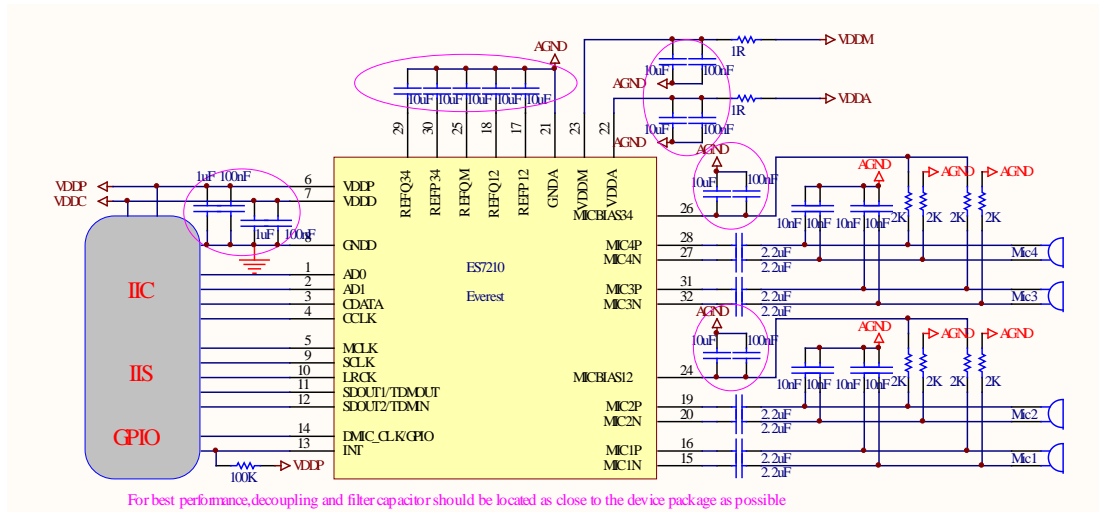 AGND
VDDM
1R
10uF 100nF
AGND
10uF 10uF 10uF 10uF 10uF
VDDA
1R
10uF 100nF
AGND
29 30 25 18 17 21 23 22
REFQ34 REFP34 REFQM REFQ12 REFP12 GNDA VDDM VDDA
AGND
10uF 100nF
AGND AGND AGND
10nF 10nF 10nF 10nF 2K 2K 2K 2K
1uF 100nF
VDDP 6 VDDP
VDDC 7 VDDD
1uF 100nF
8 GNDD
MICBIAS34 26
MIC4P 28
MIC4N 27
2.2uF
2.2uF
Mic4
MIC3P 31
MIC3N 32
2.2uF
2.2uF
Mic3
ES7210
Everest
IIC
1 AD0
2 AD1
3 CDATA
4 CCLK
AGND
10uF 100nF
AGND AGND AGND
10nF 10nF 10nF 10nF 2K 2K 2K 2K
IIS
5 MCLK
9 SCLK
10 LRCK
11 SDOUT1/TDMOUT
12 SDOUT2/TDMIN
MICBIAS12 24
MIC2P 19
MIC2N 20
2.2uF
2.2uF
Mic2
GPIO
14 DMIC_CLK/GPIO
13 INT
MIC1P 16
MIC1N 15
2.2uF
2.2uF
Mic1
100K
VDDP
For best performance,decoupling and filter capacitor should be located as close to the device package as possible